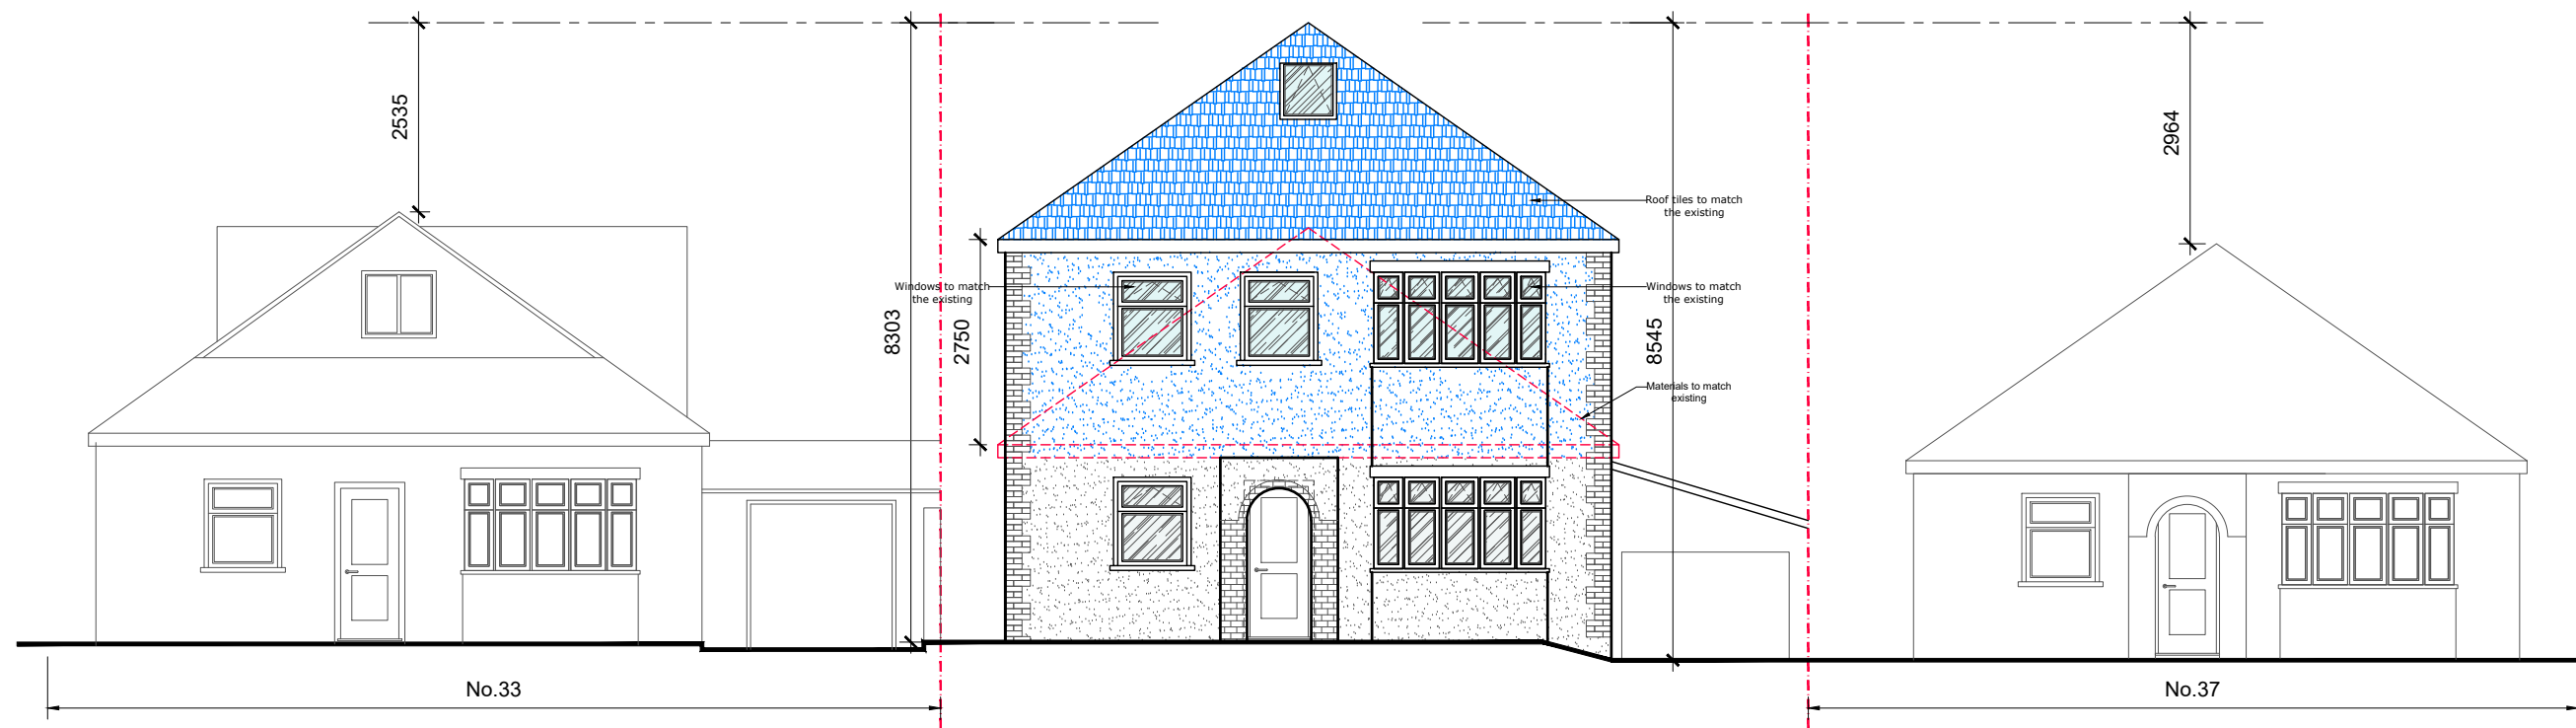 2535
8303
2750
Windows to match
the existing
Roof tiles to match
the existing
Windows to match
the existing
8545
Materials to match
existing
2964
No.33
No.37